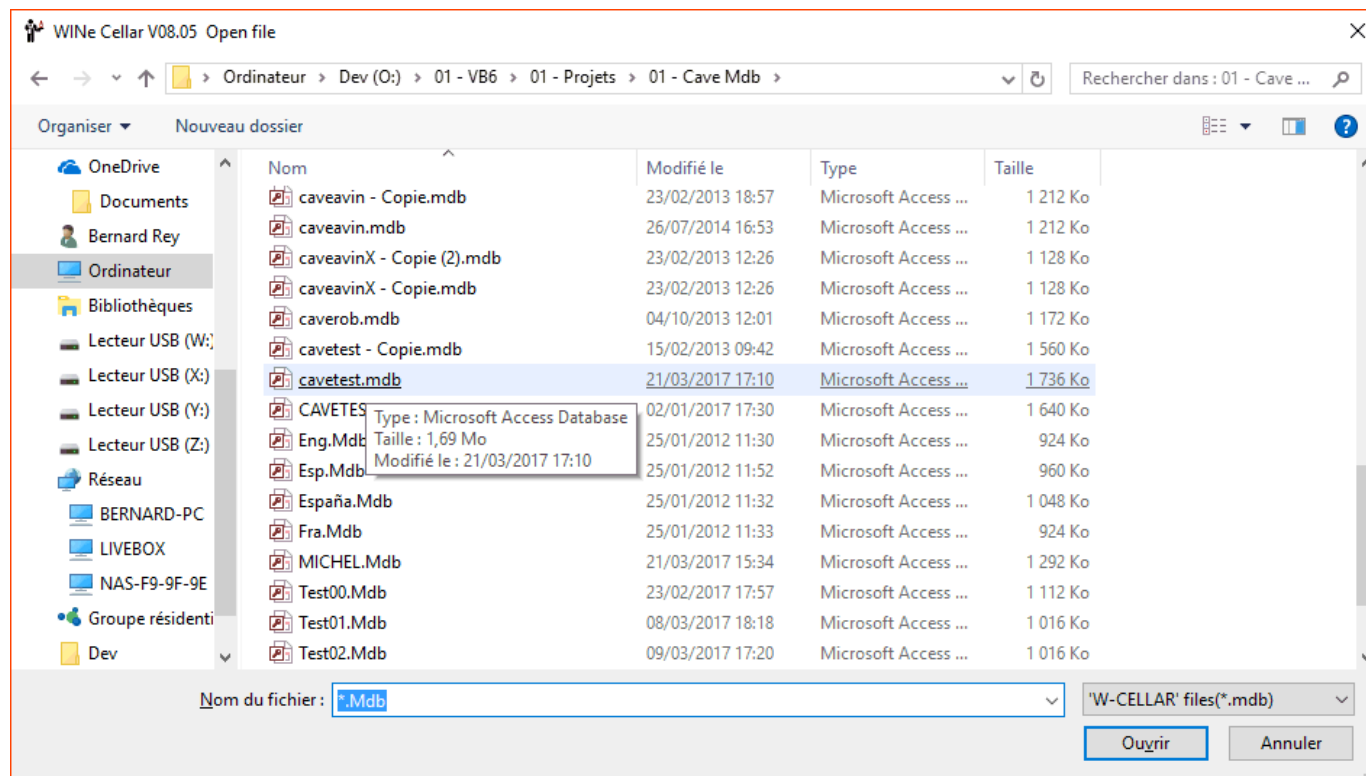 WINe Cellar V08.05 Open file
Ordinateur > Dev (O:) > 01 - VB6 > 01 - Projets > 01 - Cave Mdb >
Rechercher dans : 01 - Cave ...
Organiser
Nouveau dossier
OneDrive
Documents
Bernard Rey
Ordinateur
Bibliothèques
Lecteur USB (W:)
Lecteur USB (X:)
Lecteur USB (Y:)
Lecteur USB (Z:)
Réseau
BERNARD-PC
LIVEBOX
NAS-F9-9F-9E
Groupe résidenti
Dev
Nom Modifié le Type Taille
caveavin - Copie.mdb 23/02/2013 18:57 Microsoft Access ... 1 212 Ko
caveavin.mdb 26/07/2014 16:53 Microsoft Access ... 1 212 Ko
caveavinX - Copie (2).mdb 23/02/2013 12:26 Microsoft Access ... 1 128 Ko
caveavinX - Copie.mdb 23/02/2013 12:26 Microsoft Access ... 1 128 Ko
caverob.mdb 04/10/2013 12:01 Microsoft Access ... 1 172 Ko
cavetest - Copie.mdb 15/02/2013 09:42 Microsoft Access ... 1 560 Ko
cavetest.mdb 21/03/2017 17:10 Microsoft Access ... 1 736 Ko
CAVETES 02/01/2017 17:30 Microsoft Access ... 1 640 Ko
Eng.Mdb 25/01/2012 11:30 Microsoft Access ... 924 Ko
Esp.Mdb 25/01/2012 11:52 Microsoft Access ... 960 Ko
España.Mdb 25/01/2012 11:32 Microsoft Access ... 1 048 Ko
Fra.Mdb 25/01/2012 11:33 Microsoft Access ... 924 Ko
MICHEL.Mdb 21/03/2017 15:34 Microsoft Access ... 1 292 Ko
Test00.Mdb 23/02/2017 17:57 Microsoft Access ... 1 112 Ko
Test01.Mdb 08/03/2017 18:18 Microsoft Access ... 1 016 Ko
Test02.Mdb 09/03/2017 17:20 Microsoft Access ... 1 016 Ko
Type : Microsoft Access Database
Taille : 1,69 Mo
Modifié le : 21/03/2017 17:10
Nom du fichier : *.Mdb
'W-CELLAR' files(*.mdb)
Ouvrir
Annuler